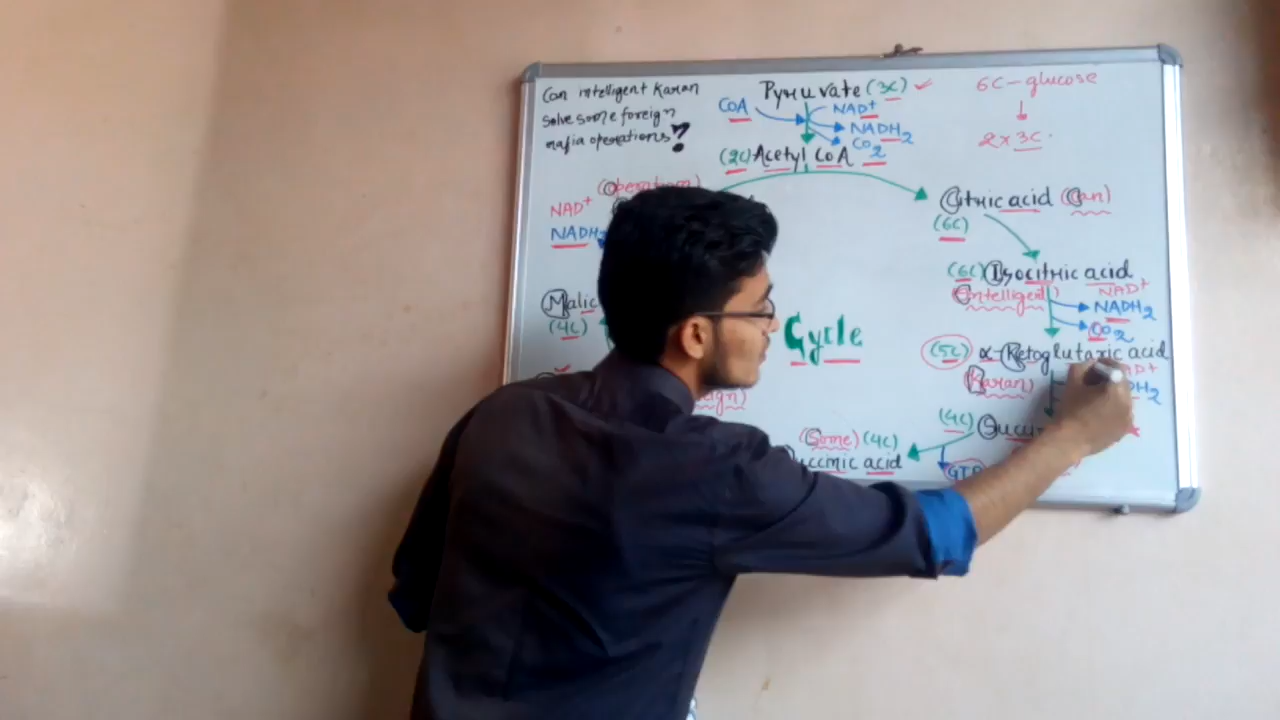 Can intelligent Karan
solve some foreign
mafia operations?
Pyruvate (3C) ✓
6C-glucose
2x3C.
CoA
NAD+
NADH2
CO2
(2C) Acetyl CoA
(Operation)
NAD+
NADH2
Citric acid (Can)
(6C)
(6C) Isocitric acid
(Intelligent)
NAD+
NADH2
CO2
Malic
(4C)
Cycle
(5C) α-Ketoglutaric acid
(Karan)
(4C)
(Some) (4C)
Succinic acid